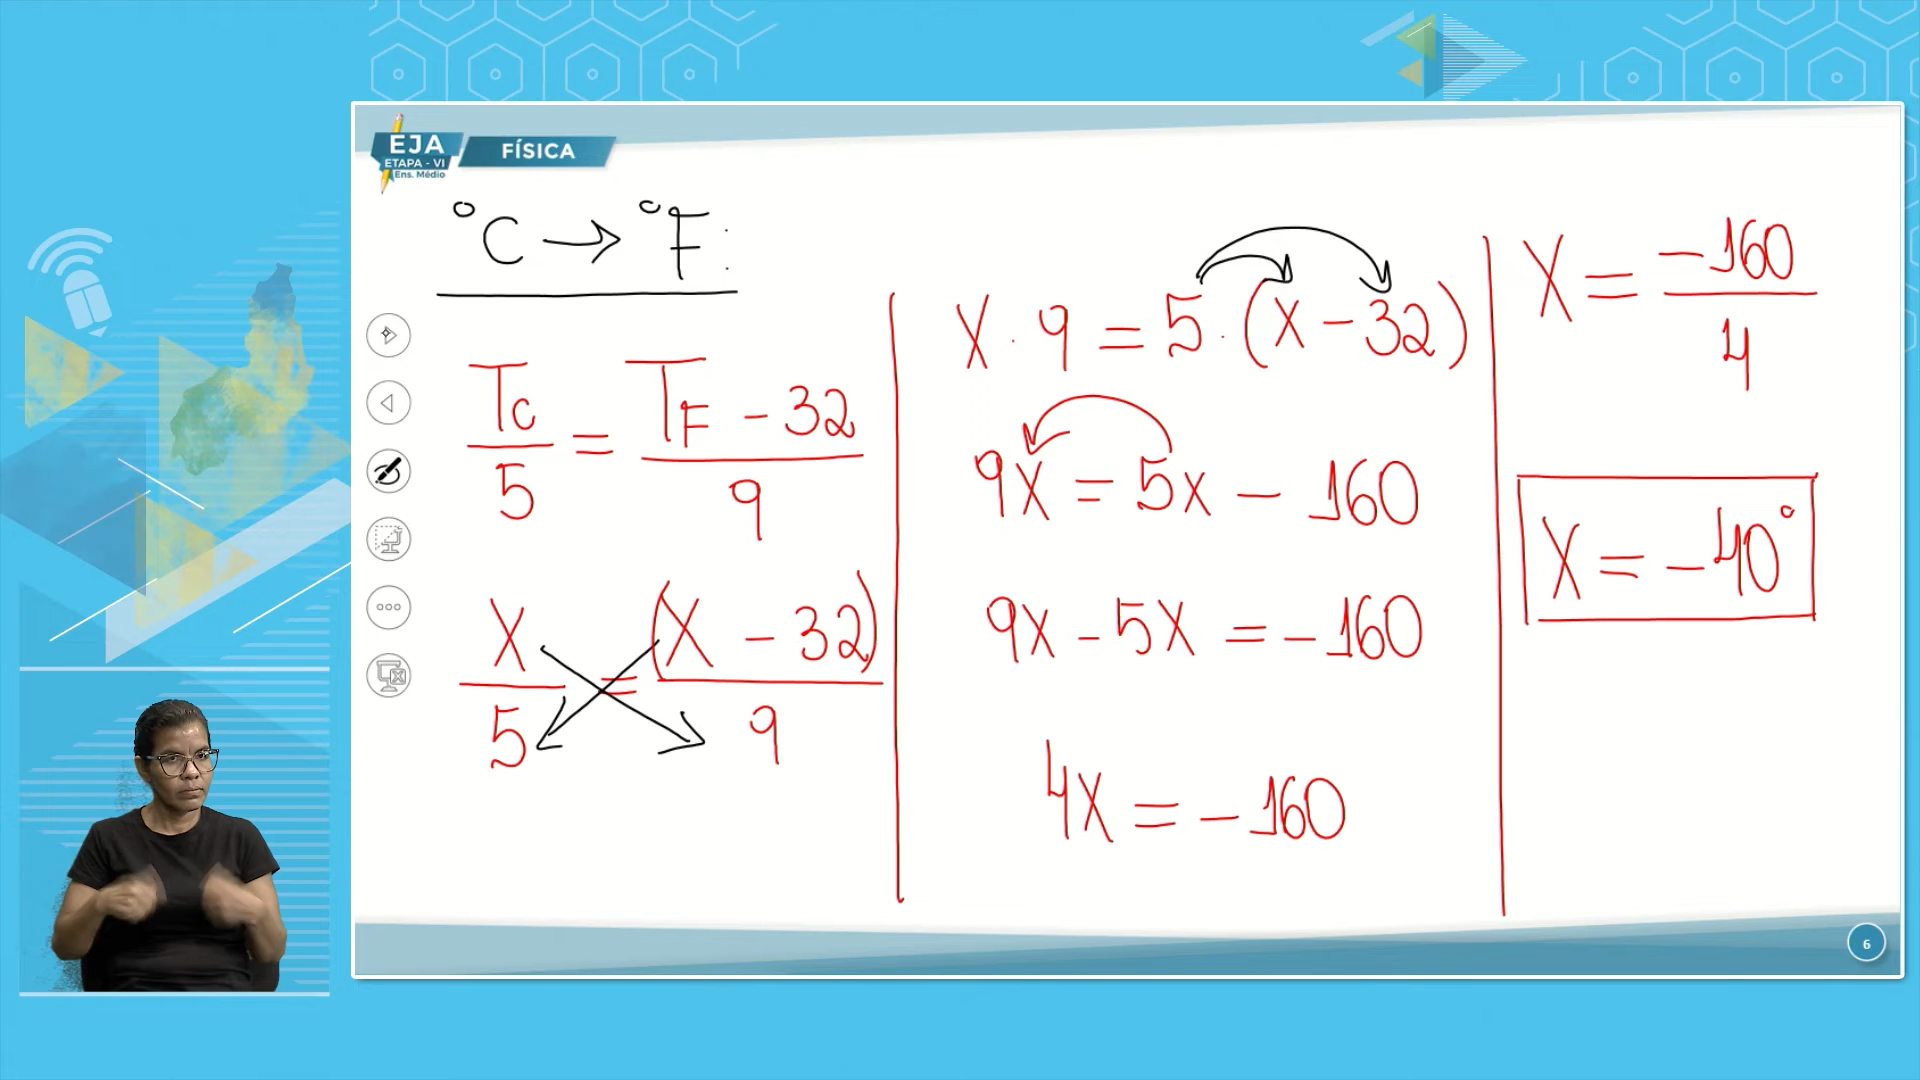 EJA
ETAPA - VI
Ens. Médio
FÍSICA
°C → °F:
Tc/5 = TF - 32/9
X/5 = (X - 32)/9
X · 9 = 5 · (X - 32)
9X = 5X - 160
9X - 5X = -160
4X = -160
X = -160/4
X = -40°
6